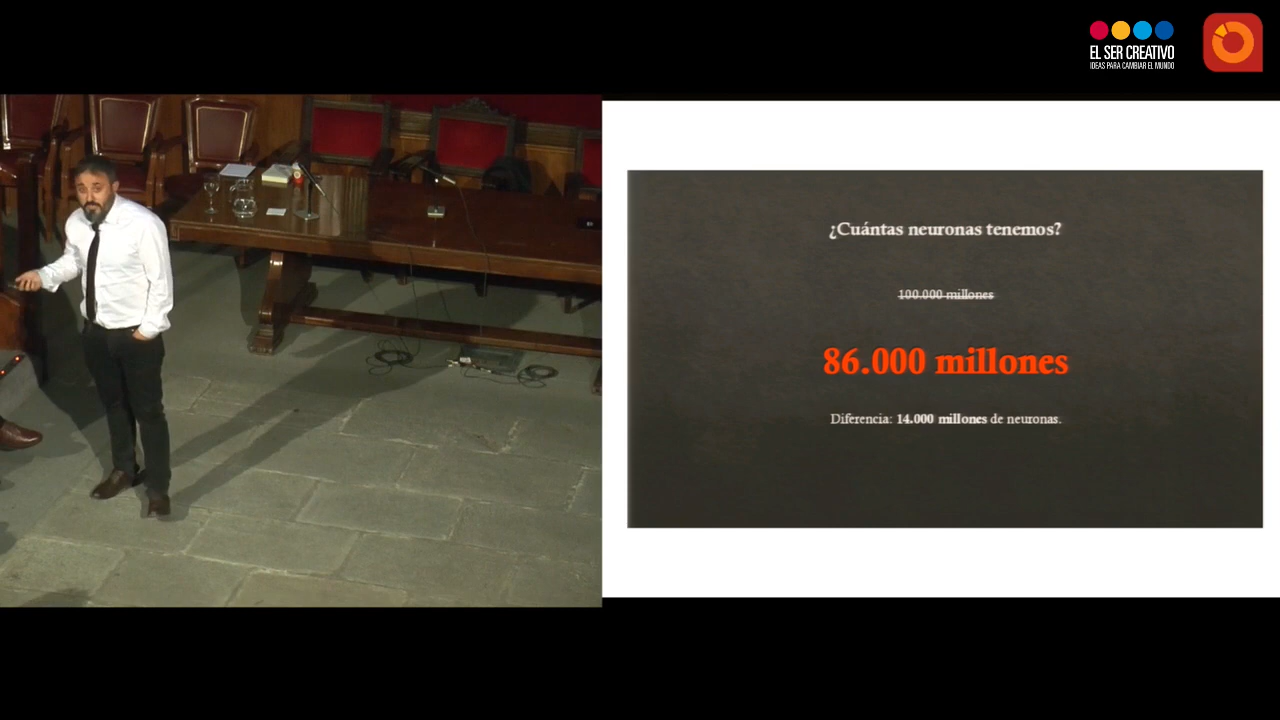 EL SER CREATIVO
IDEAS PARA CAMBIAR EL MUNDO
¿Cuántas neuronas tenemos?
100.000 millones
86.000 millones
Diferencia: 14.000 millones de neuronas.